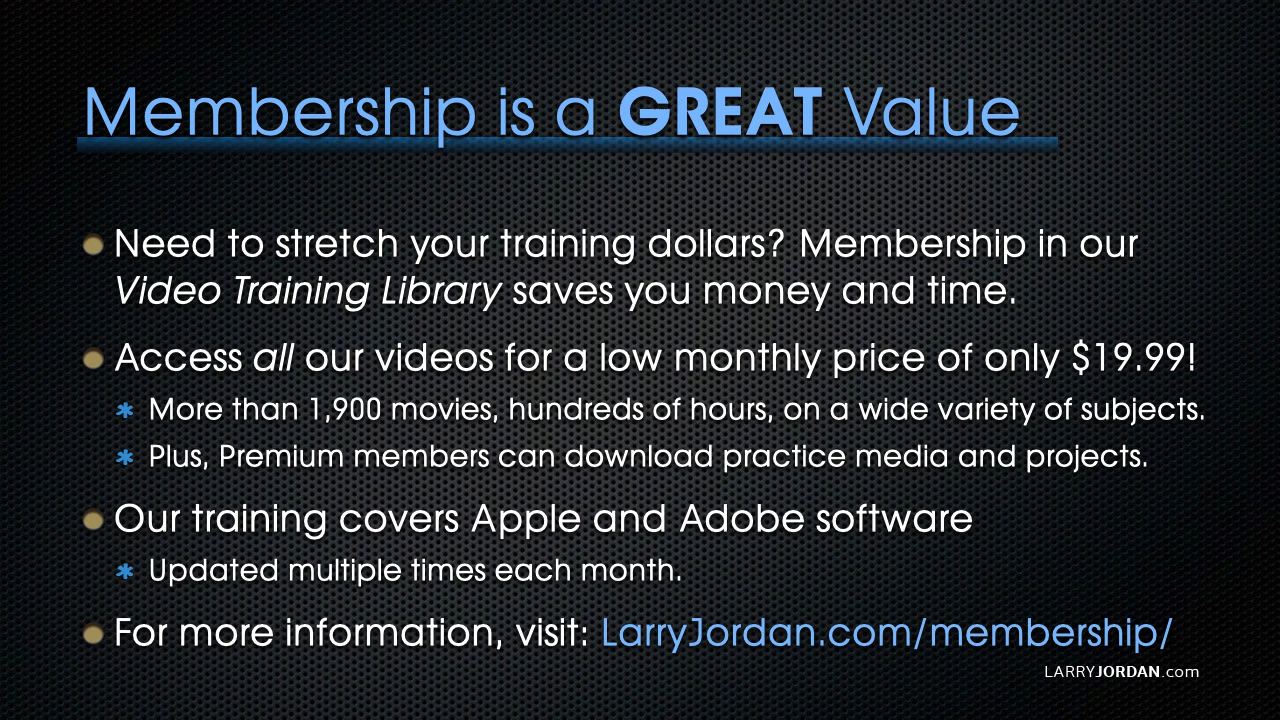 Membership is a GREAT Value
Need to stretch your training dollars? Membership in our
Video Training Library saves you money and time.
Access all our videos for a low monthly price of only $19.99!
More than 1,900 movies, hundreds of hours, on a wide variety of subjects.
Plus, Premium members can download practice media and projects.
Our training covers Apple and Adobe software
Updated multiple times each month.
For more information, visit: LarryJordan.com/membership/
LARRYJORDAN.com